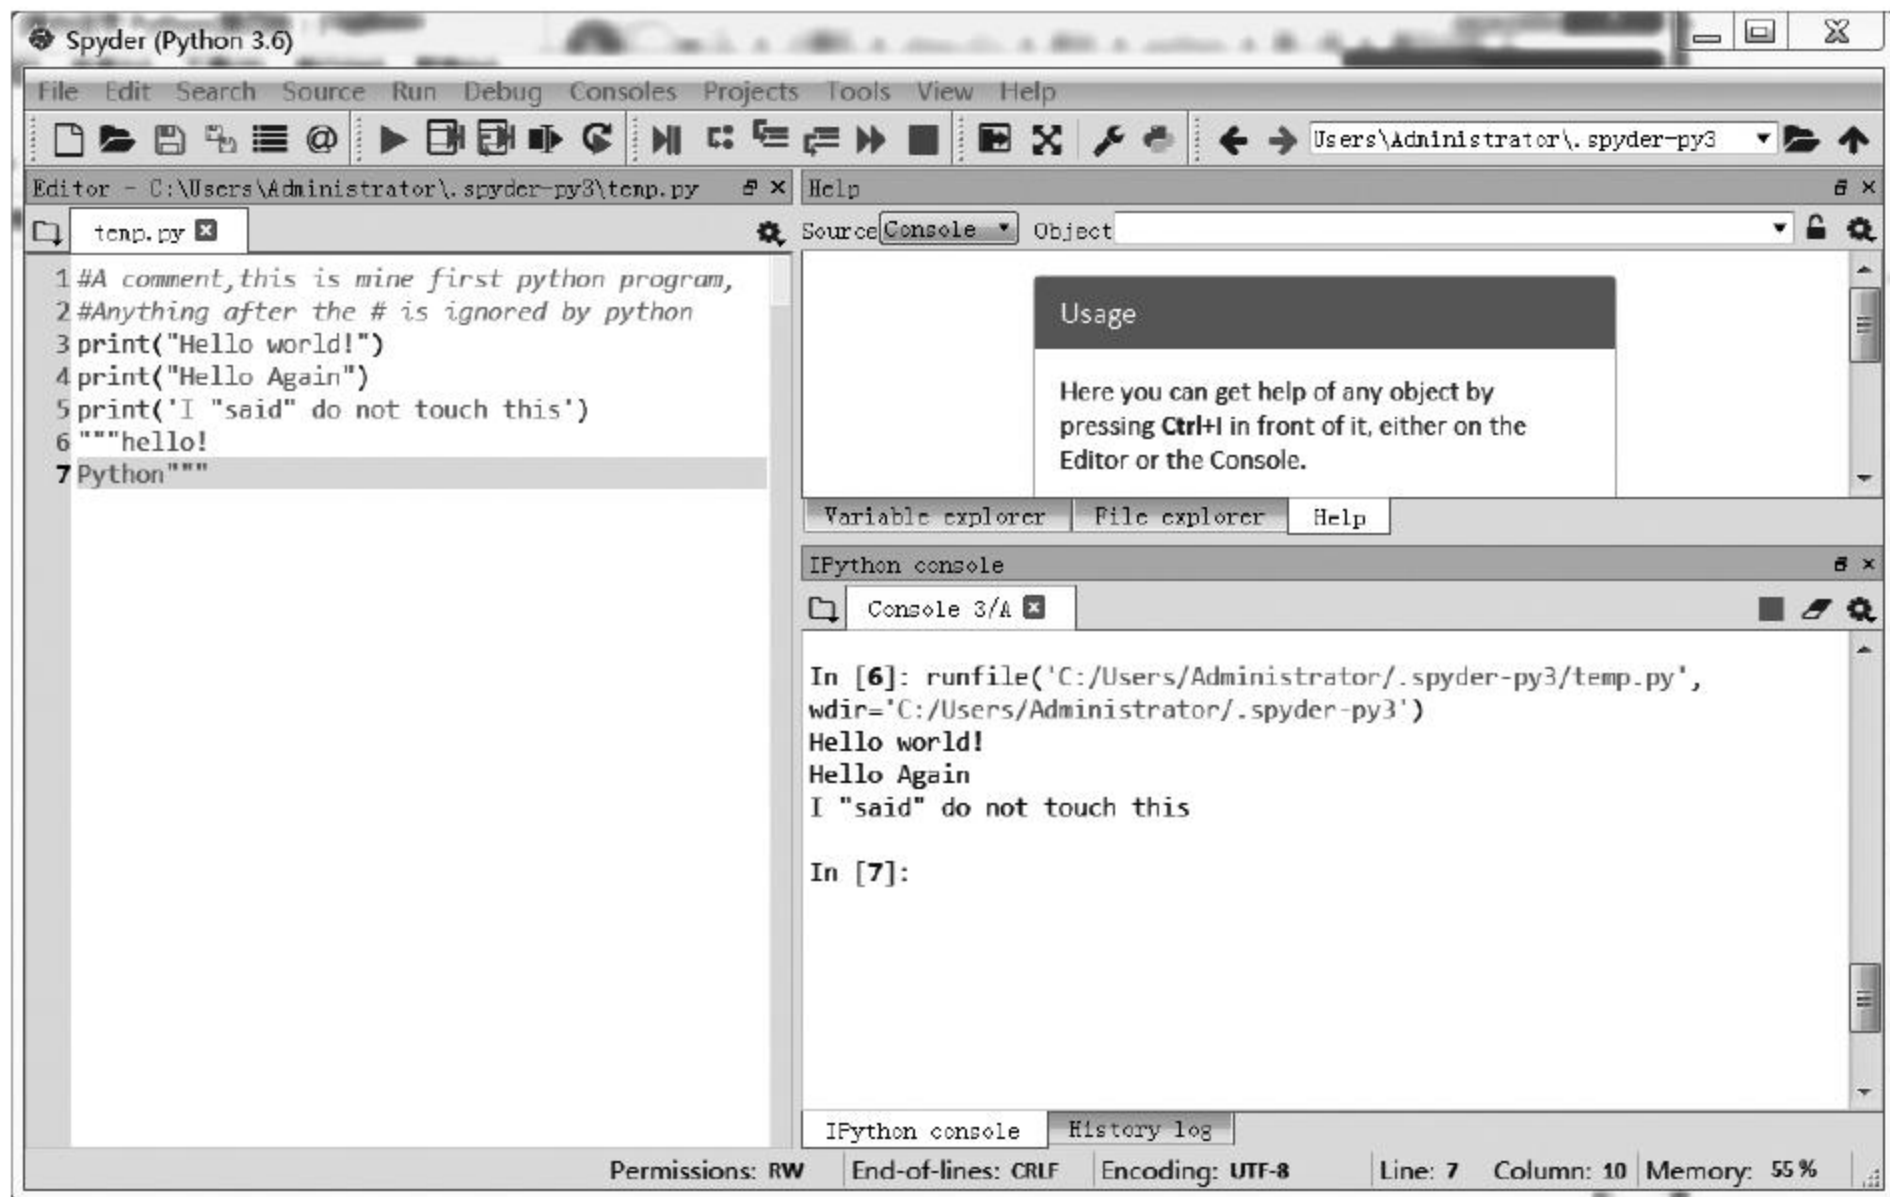 Spyder (Python 3.6)
File Edit Search Source Run Debug Consoles Projects Tools View Help
Users\Administrator\.spyder-py3
Editor - C:\Users\Administrator\.spyder-py3\temp.py
temp.py
1 #A comment,this is mine first python program,
2 #Anything after the # is ignored by python
3 print("Hello world!")
4 print("Hello Again")
5 print('I "said" do not touch this')
6 """hello!
7 Python"""
Help
Source Console Object
Usage
Here you can get help of any object by
pressing Ctrl+I in front of it, either on the
Editor or the Console.
Variable explorer File explorer Help
IPython console
Console 3/A
In [6]: runfile('C:/Users/Administrator/.spyder-py3/temp.py',
wdir='C:/Users/Administrator/.spyder-py3')
Hello world!
Hello Again
I "said" do not touch this
In [7]:
IPython console History log
Permissions: RW End-of-lines: CRLF Encoding: UTF-8 Line: 7 Column: 10 Memory: 55 %